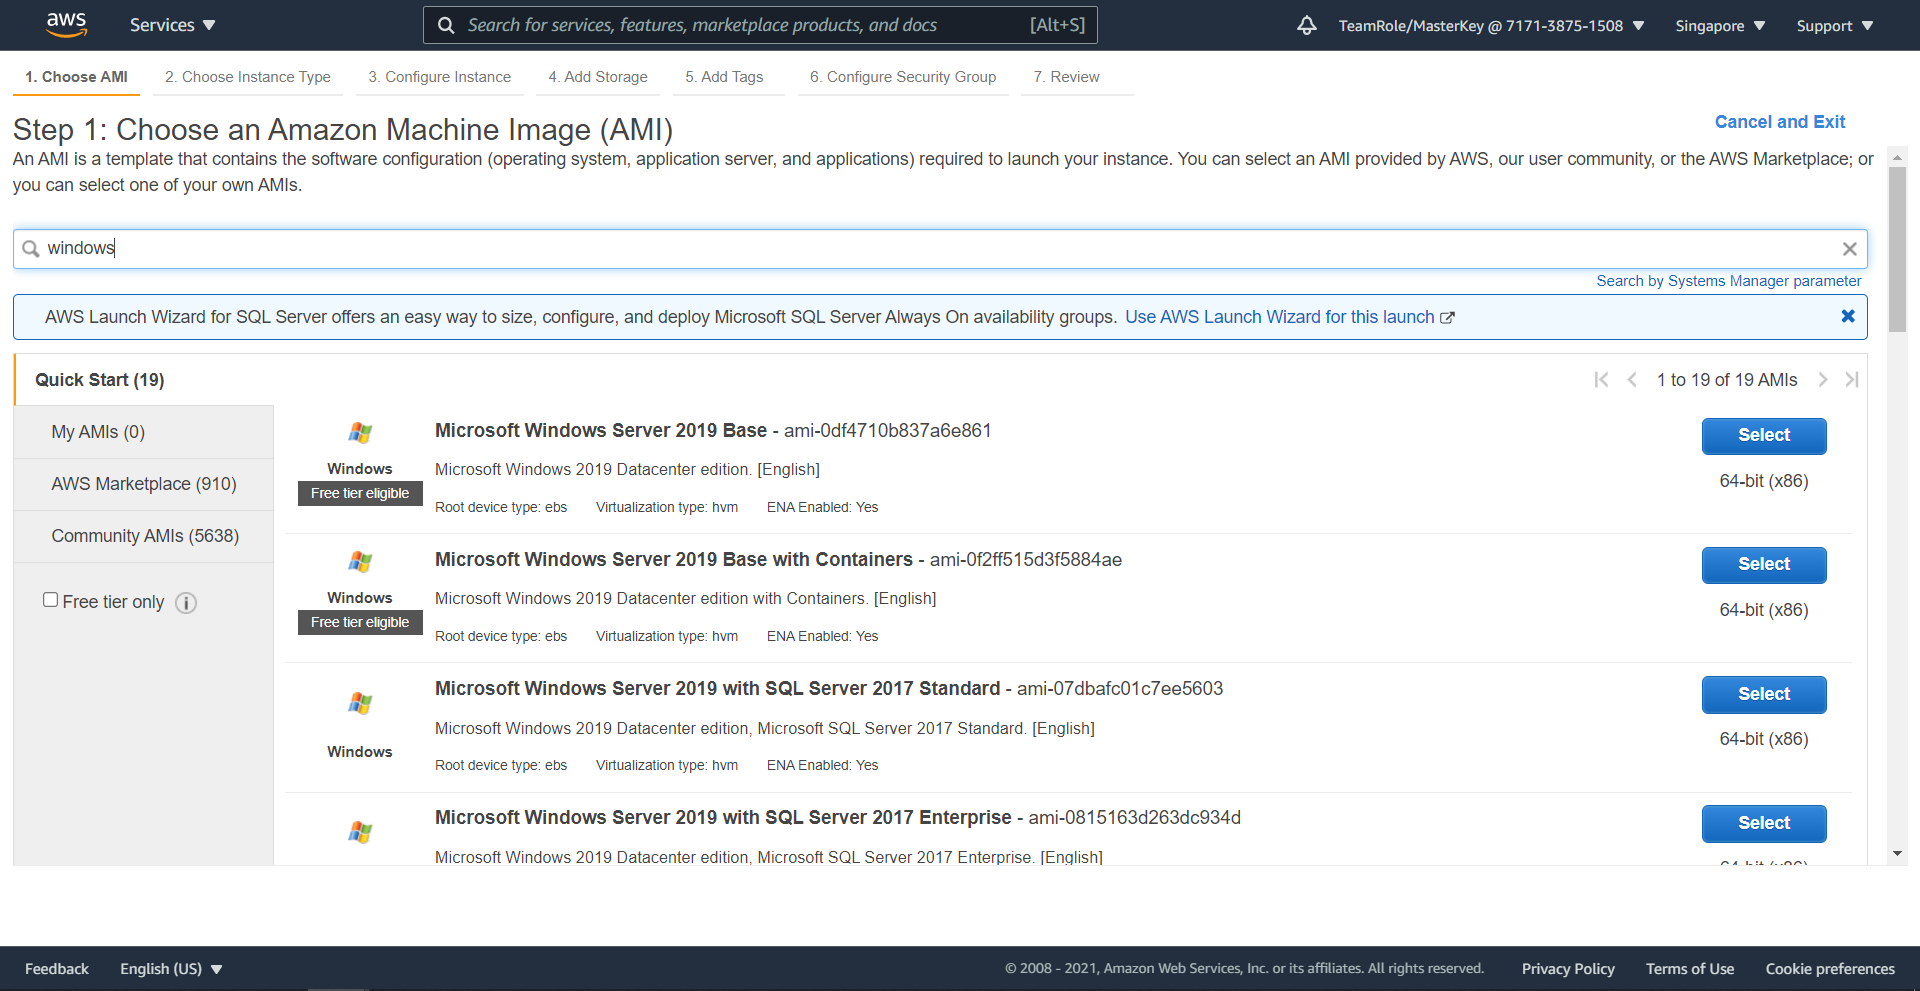 aws Services Search for services, features, marketplace products, and docs [Alt+S] TeamRole/MasterKey @ 7171-3875-1508 Singapore Support
1. Choose AMI 2. Choose Instance Type 3. Configure Instance 4. Add Storage 5. Add Tags 6. Configure Security Group 7. Review
Step 1: Choose an Amazon Machine Image (AMI) Cancel and Exit
An AMI is a template that contains the software configuration (operating system, application server, and applications) required to launch your instance. You can select an AMI provided by AWS, our user community, or the AWS Marketplace; or
you can select one of your own AMIs.
windows
Search by Systems Manager parameter
AWS Launch Wizard for SQL Server offers an easy way to size, configure, and deploy Microsoft SQL Server Always On availability groups. Use AWS Launch Wizard for this launch
Quick Start (19) 1 to 19 of 19 AMIs
My AMIs (0)
AWS Marketplace (910)
Community AMIs (5638)
Free tier only
Microsoft Windows Server 2019 Base - ami-0df4710b837a6e861 Select
Windows Microsoft Windows 2019 Datacenter edition. [English] 64-bit (x86)
Free tier eligible Root device type: ebs Virtualization type: hvm ENA Enabled: Yes
Microsoft Windows Server 2019 Base with Containers - ami-0f2ff515d3f5884ae Select
Windows Microsoft Windows 2019 Datacenter edition with Containers. [English] 64-bit (x86)
Free tier eligible Root device type: ebs Virtualization type: hvm ENA Enabled: Yes
Microsoft Windows Server 2019 with SQL Server 2017 Standard - ami-07dbafc01c7ee5603 Select
Microsoft Windows 2019 Datacenter edition, Microsoft SQL Server 2017 Standard. [English] 64-bit (x86)
Windows Root device type: ebs Virtualization type: hvm ENA Enabled: Yes
Microsoft Windows Server 2019 with SQL Server 2017 Enterprise - ami-0815163d263dc934d Select
Microsoft Windows 2019 Datacenter edition, Microsoft SQL Server 2017 Enterprise. [English] 64-bit (x86)
Feedback English (US) © 2008 - 2021, Amazon Web Services, Inc. or its affiliates. All rights reserved. Privacy Policy Terms of Use Cookie preferences